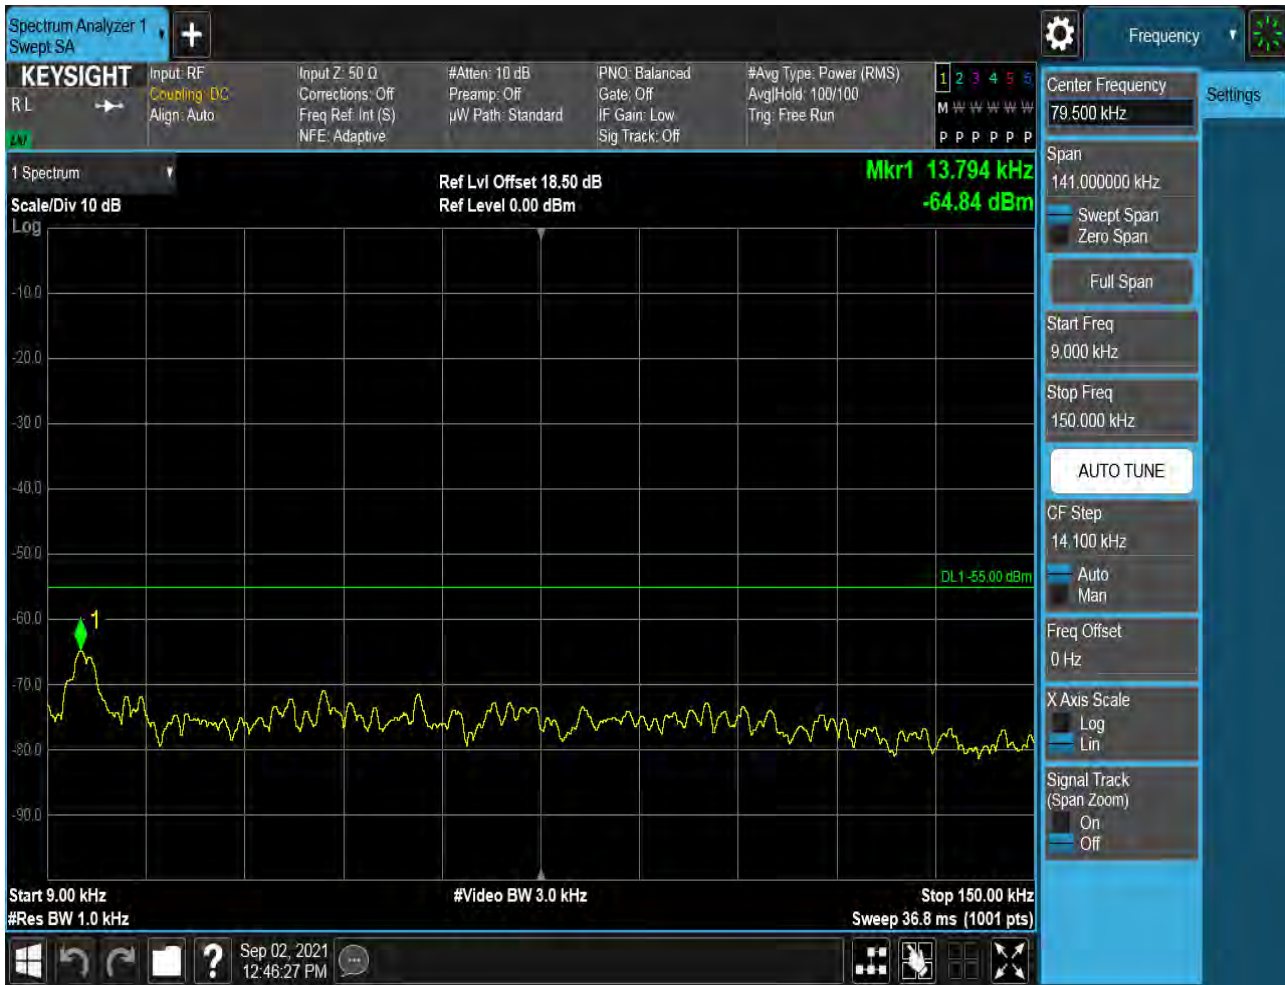 Spectrum Analyzer 1
Swept SA
Frequency
KEYSIGHT
R L
LXI
Input: RF
Coupling: DC
Align: Auto
Input Z: 50 Ω
Corrections: Off
Freq Ref: Int (S)
NFE: Adaptive
#Atten: 10 dB
Preamp: Off
µW Path: Standard
PNO: Balanced
Gate: Off
IF Gain: Low
Sig Track: Off
#Avg Type: Power (RMS)
Avg|Hold: 100/100
Trig: Free Run
1 2 3 4 5 6
M W W W W W
P P P P P P
1 Spectrum
Scale/Div 10 dB
Log
Ref Lvl Offset 18.50 dB
Ref Level 0.00 dBm
Mkr1 13.794 kHz
-64.84 dBm
-10.0
-20.0
-30.0
-40.0
-50.0
DL1 -55.00 dBm
-60.0
1
-70.0
-80.0
-90.0
Start 9.00 kHz
#Res BW 1.0 kHz
#Video BW 3.0 kHz
Stop 150.00 kHz
Sweep 36.8 ms (1001 pts)
Sep 02, 2021
12:46:27 PM
Center Frequency
79.500 kHz
Span
141.000000 kHz
Swept Span
Zero Span
Full Span
Start Freq
9.000 kHz
Stop Freq
150.000 kHz
AUTO TUNE
CF Step
14.100 kHz
Auto
Man
Freq Offset
0 Hz
X Axis Scale
Log
Lin
Signal Track
(Span Zoom)
On
Off
Settings